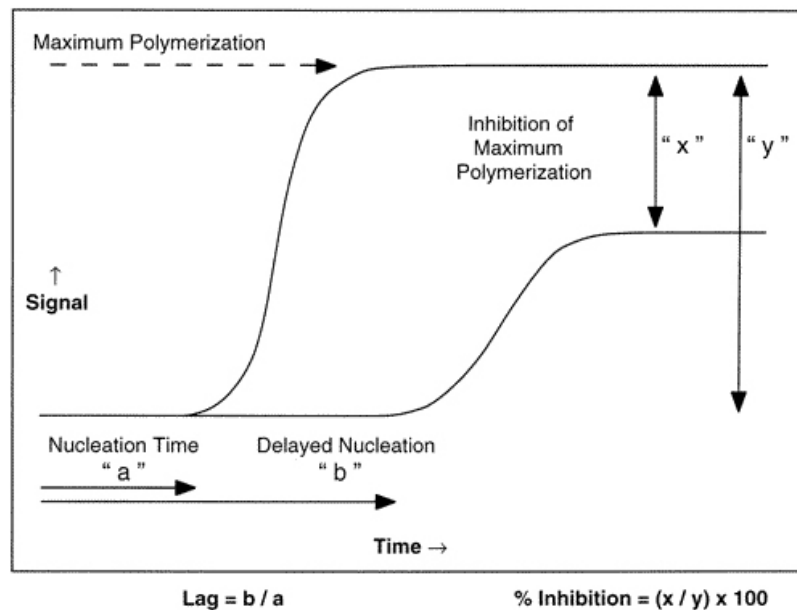 Maximum Polymerization
Inhibition of
Maximum
Polymerization
“ x ”
“ y ”
↑
Signal
Nucleation Time
“ a ”
Delayed Nucleation
“ b ”
Time →
Lag = b / a
% Inhibition = (x / y) x 100